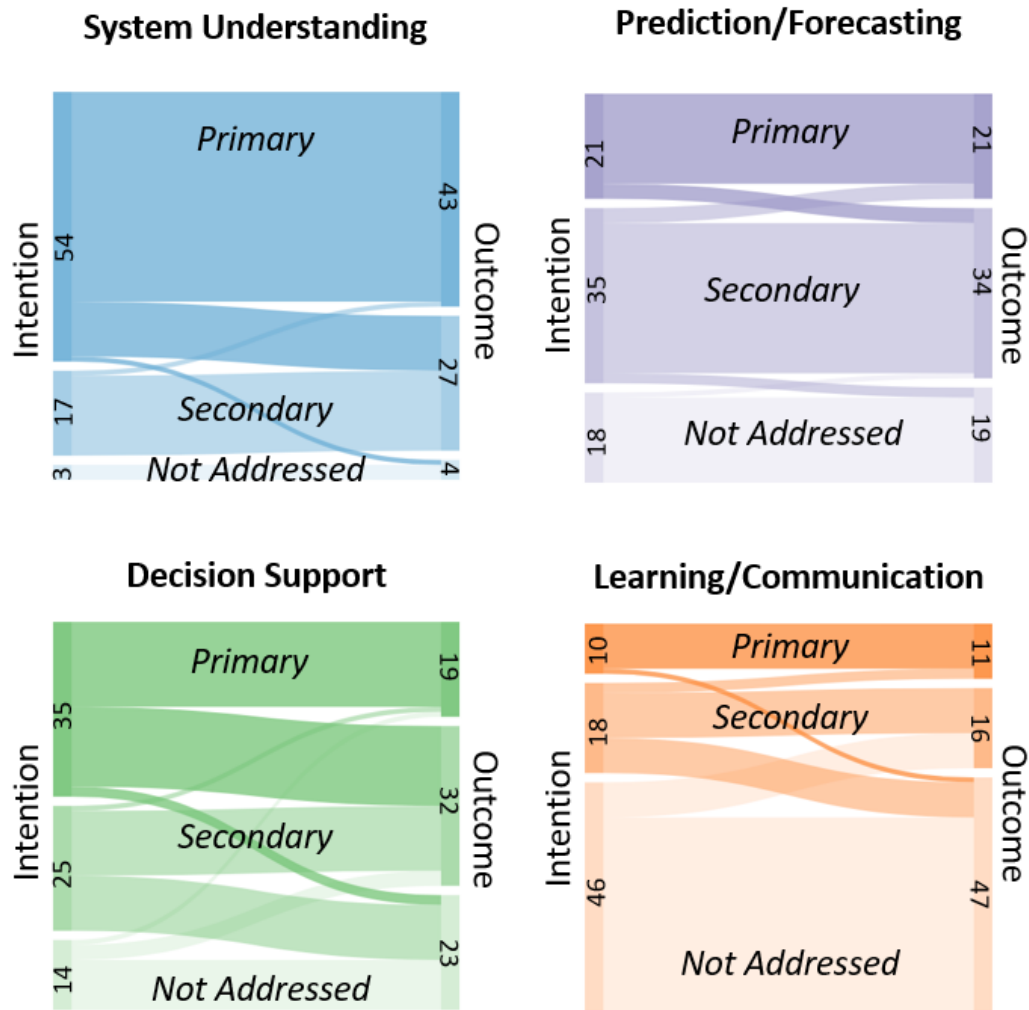 System Understanding
Intention
54
17
3
Primary
Secondary
Not Addressed
43
27
4
Outcome
Prediction/Forecasting
Intention
21
35
18
Primary
Secondary
Not Addressed
21
34
19
Outcome
Decision Support
Intention
35
25
14
Primary
Secondary
Not Addressed
19
32
23
Outcome
Learning/Communication
Intention
10
18
46
Primary
Secondary
Not Addressed
11
16
47
Outcome